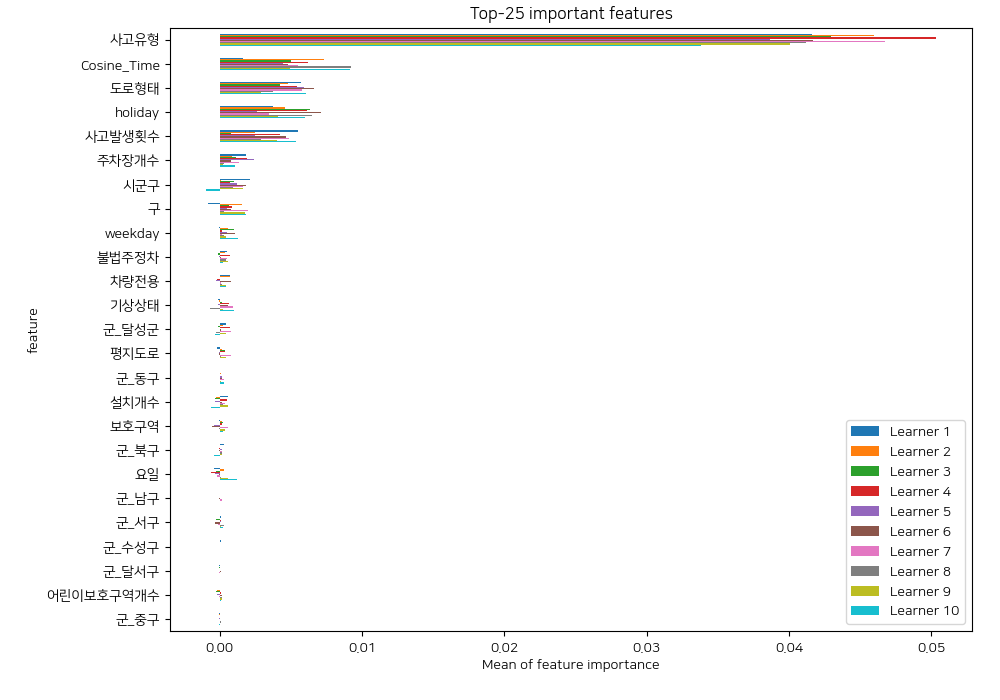 Top-25 important features
사고유형
Cosine_Time
도로형태
holiday
사고발생횟수
주차장개수
시군구
구
weekday
불법주정차
차량전용
기상상태
군_달성군
평지도로
군_동구
설치개수
보호구역
군_북구
요일
군_남구
군_서구
군_수성구
군_달서구
어린이보호구역개수
군_중구
feature
0.00 0.01 0.02 0.03 0.04 0.05
Mean of feature importance
Learner 1
Learner 2
Learner 3
Learner 4
Learner 5
Learner 6
Learner 7
Learner 8
Learner 9
Learner 10